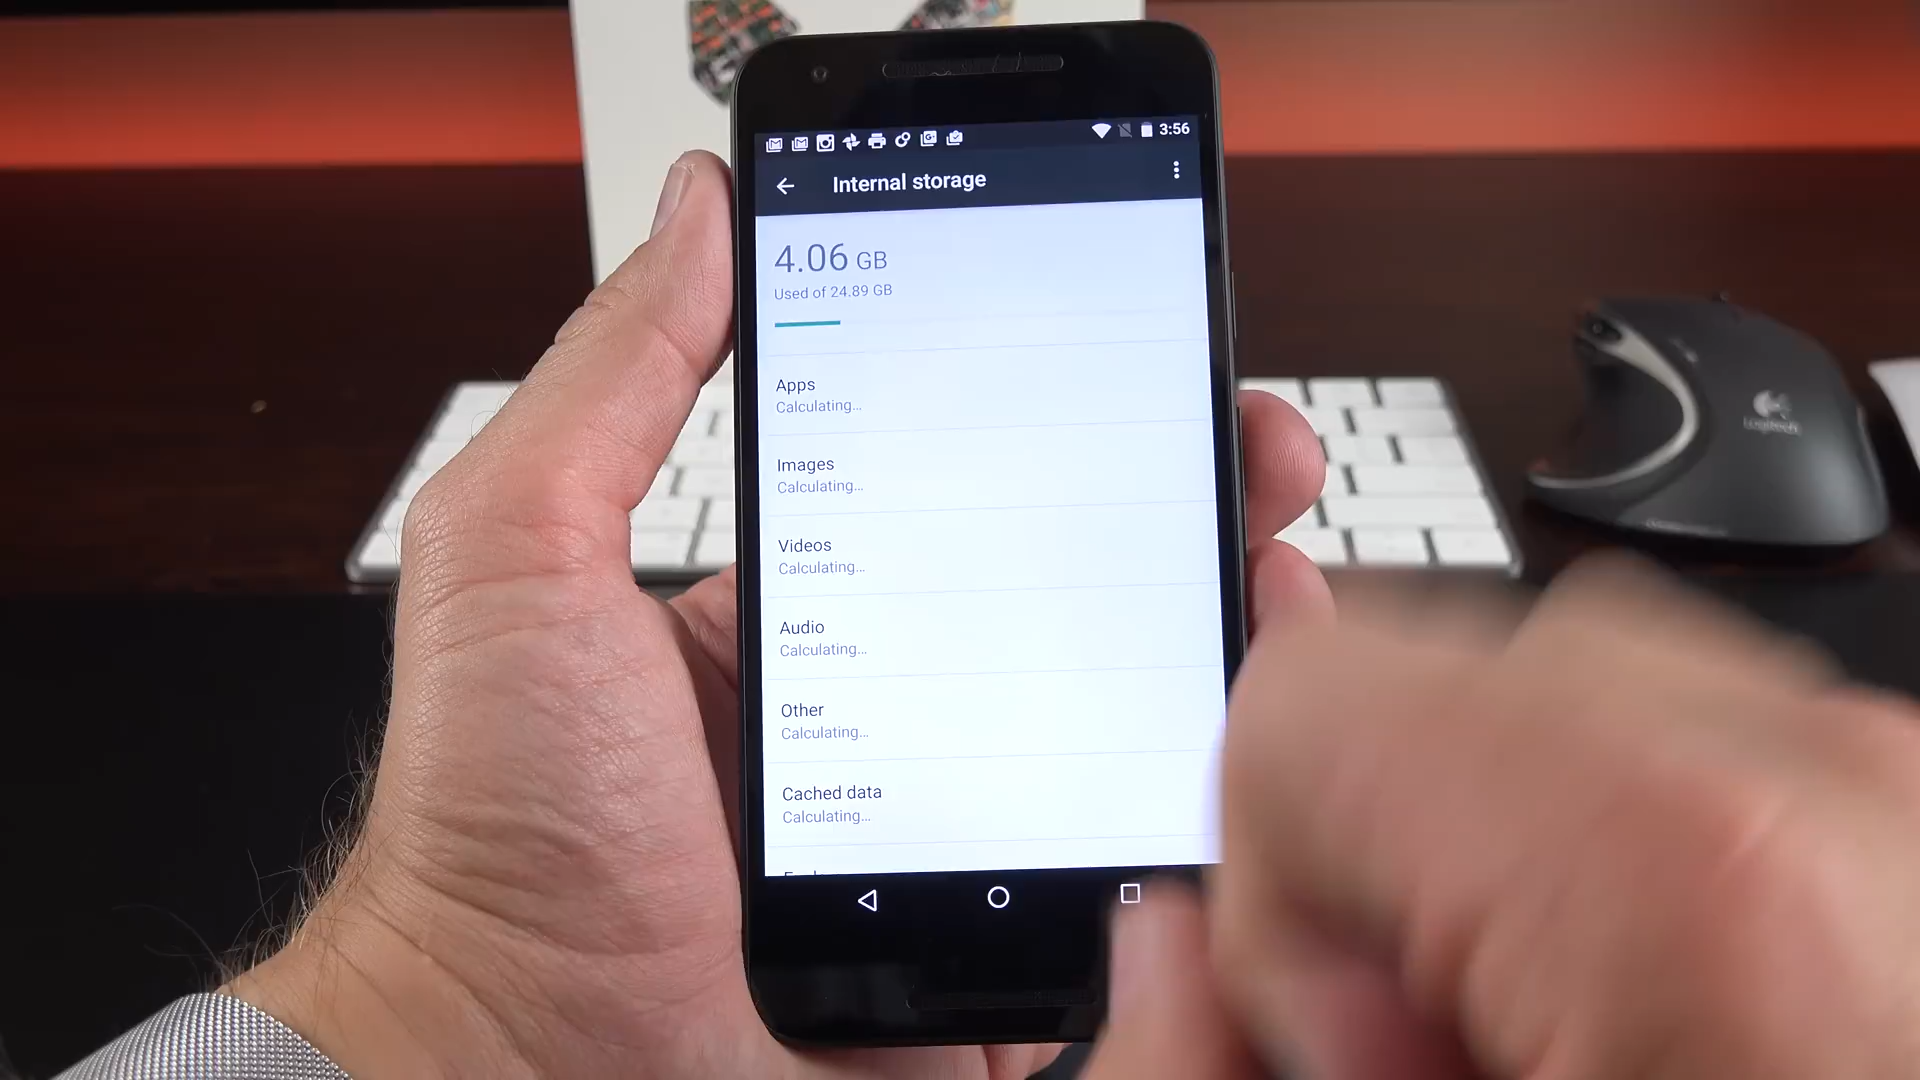 3:56
Internal storage
4.06 GB
Used of 24.89 GB
Apps
Calculating...
Images
Calculating...
Videos
Calculating...
Audio
Calculating...
Other
Calculating...
Cached data
Calculating...
Logitech